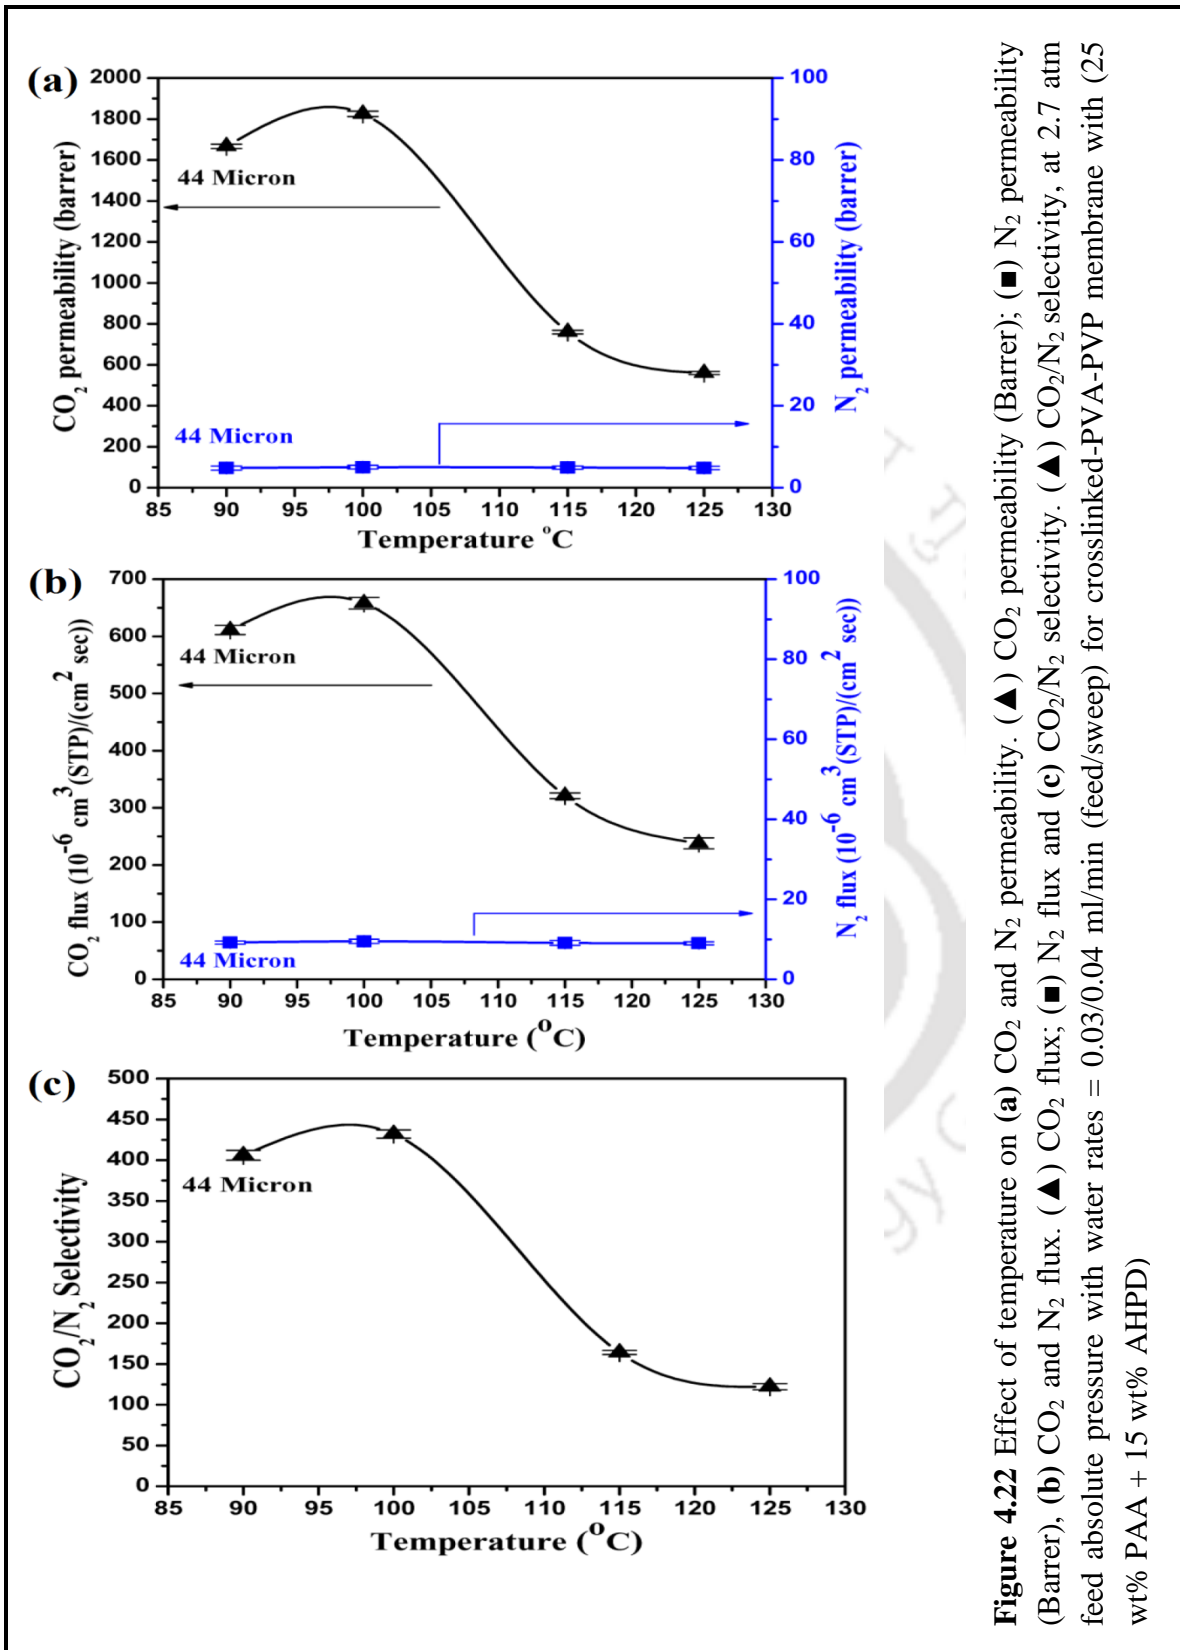 (a)
2000
1800
1600
1400
1200
1000
800
600
400
200
0
100
80
60
40
20
0
CO2 permeability (barrer)
N2 permeability (barrer)
44 Micron
44 Micron
85 90 95 100 105 110 115 120 125 130
Temperature °C
(b)
700
600
500
400
300
200
100
0
100
80
60
40
20
0
CO2 flux (10-6 cm3(STP)/(cm2 sec))
N2 flux (10-6 cm3(STP)/(cm2 sec)
44 Micron
44 Micron
85 90 95 100 105 110 115 120 125 130
Temperature (°C)
(c)
500
450
400
350
300
250
200
150
100
50
0
CO2/N2 Selectivity
44 Micron
85 90 95 100 105 110 115 120 125 130
Temperature (°C)
Figure 4.22 Effect of temperature on (a) CO2 and N2 permeability. (▲) CO2 permeability (Barrer); (■) N2 permeability
(Barrer), (b) CO2 and N2 flux. (▲) CO2 flux; (■) N2 flux and (c) CO2/N2 selectivity. (▲) CO2/N2 selectivity, at 2.7 atm
feed absolute pressure with water rates = 0.03/0.04 ml/min (feed/sweep) for crosslinked-PVA-PVP membrane with (25
wt% PAA + 15 wt% AHPD)